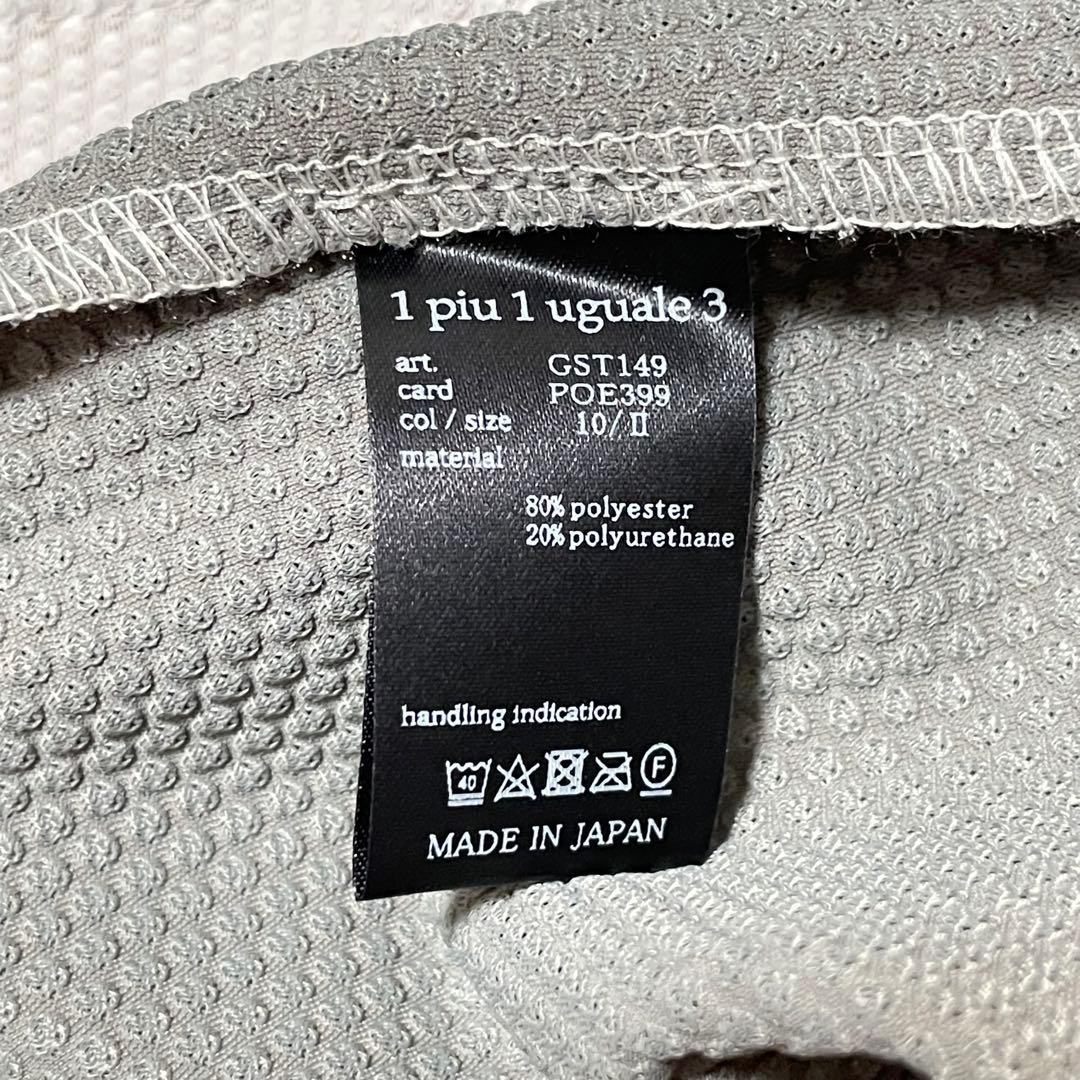 1 piu 1 uguale 3
art. GST149
card POE399
col / size 10/Ⅱ
material
80% polyester
20% polyurethane
handling indication
40 F
MADE IN JAPAN